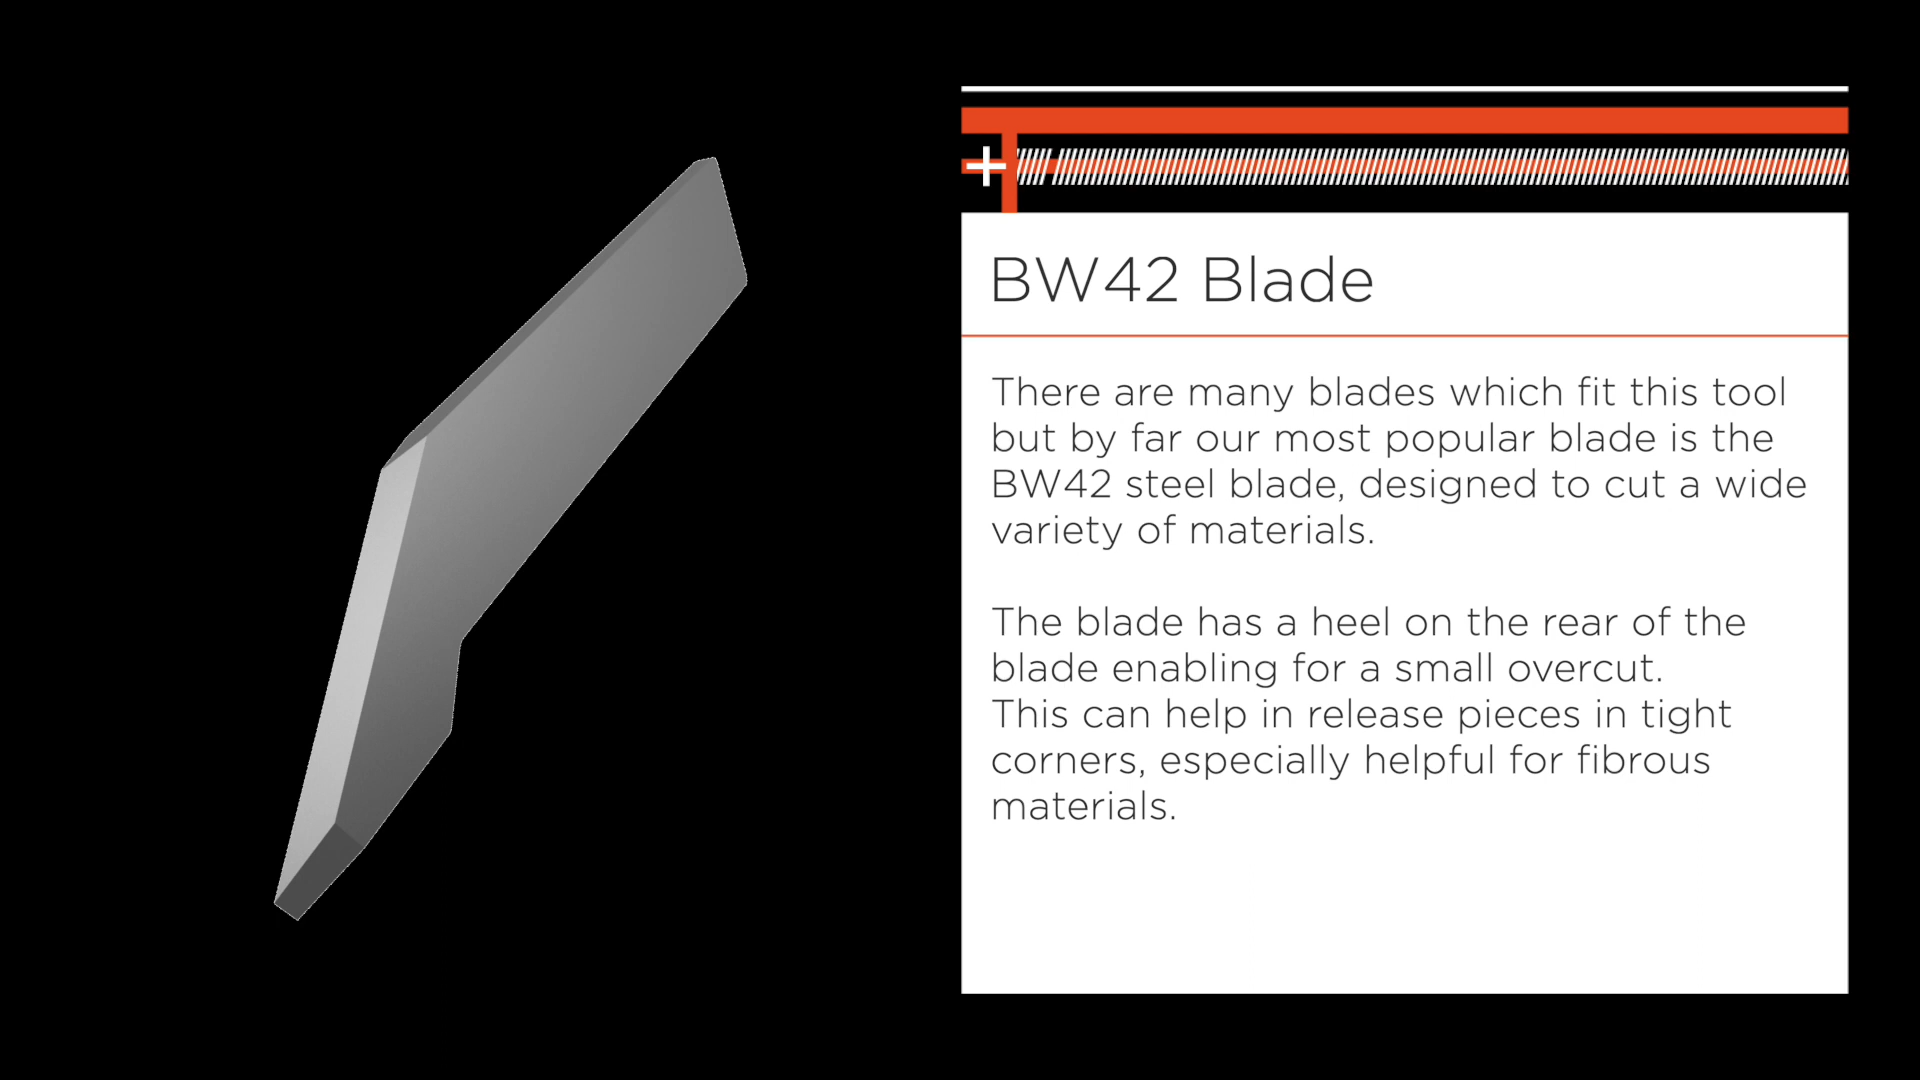 BW42 Blade
There are many blades which fit this tool
but by far our most popular blade is the
BW42 steel blade, designed to cut a wide
variety of materials.
The blade has a heel on the rear of the
blade enabling for a small overcut.
This can help in release pieces in tight
corners, especially helpful for fibrous
materials.